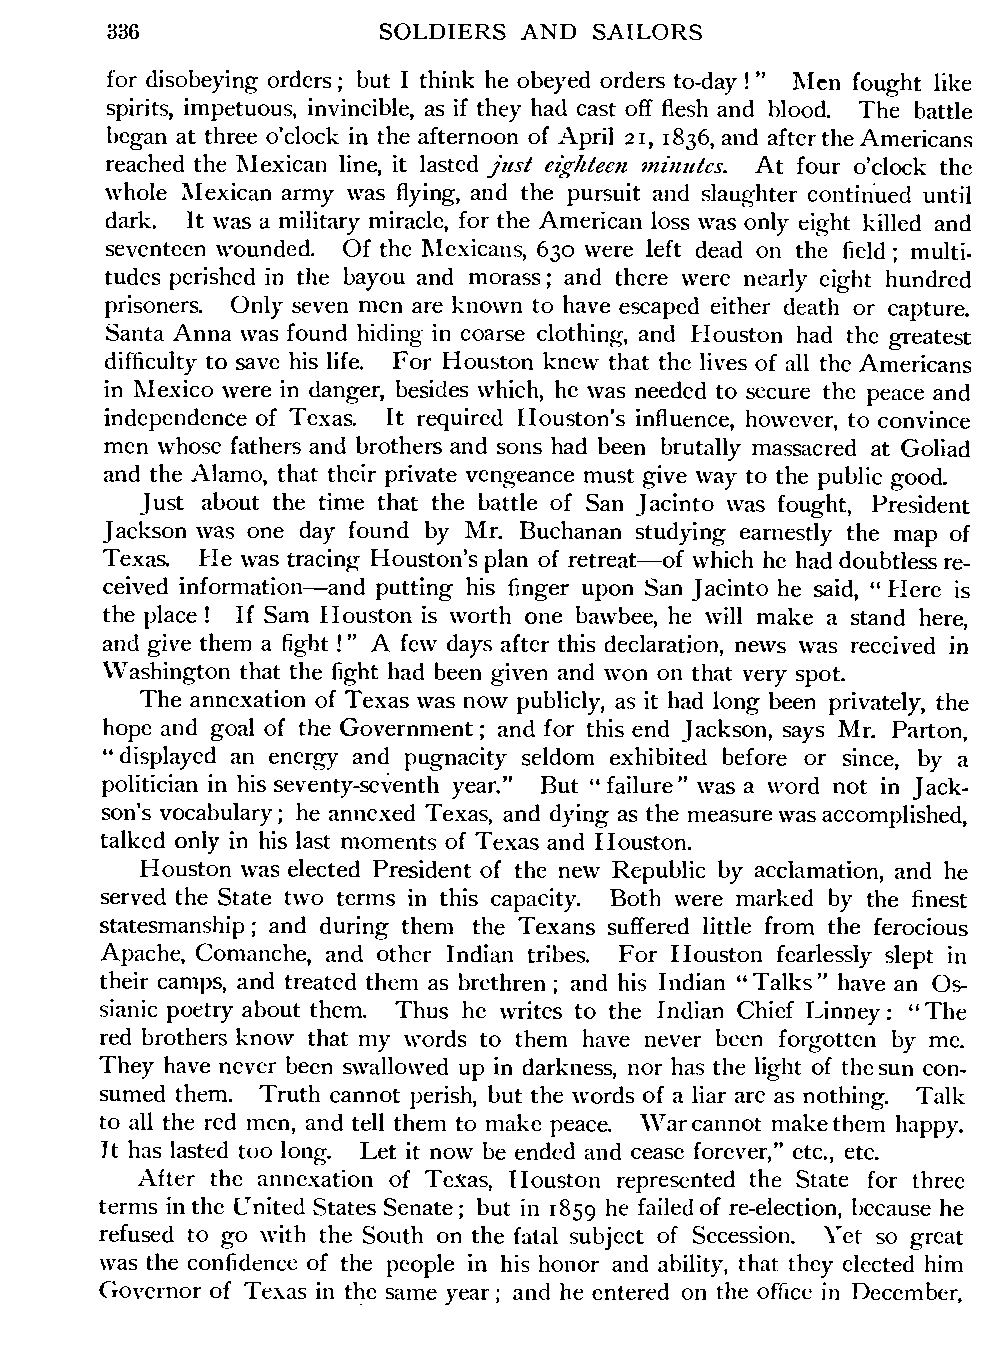 336 SOLDIERS AND SAILORS
for disobeying orders; but I think he obeyed orders to-day!” Men fought like
spirits, impetuous, invincible, as if they had cast off flesh and blood. The battle
began at three o'clock in the afternoon of April 21, 1836, and after the Americans
reached the Mexican line, it lasted just eighteen minutes. At four o'clock the
whole Mexican army was flying, and the pursuit and slaughter continued until
dark. It was a military miracle, for the American loss was only eight killed and
seventeen wounded. Of the Mexicans, 630 were left dead on the field; multi-
tudes perished in the bayou and morass; and there were nearly eight hundred
prisoners. Only seven men are known to have escaped either death or capture.
Santa Anna was found hiding in coarse clothing, and Houston had the greatest
difficulty to save his life. For Houston knew that the lives of all the Americans
in Mexico were in danger, besides which, he was needed to secure the peace and
independence of Texas. It required Houston's influence, however, to convince
men whose fathers and brothers and sons had been brutally massacred at Goliad
and the Alamo, that their private vengeance must give way to the public good.
Just about the time that the battle of San Jacinto was fought, President
Jackson was one day found by Mr. Buchanan studying earnestly the map of
Texas. He was tracing Houston's plan of retreat—of which he had doubtless re-
ceived information—and putting his finger upon San Jacinto he said, “Here is
the place! If Sam Houston is worth one bawbee, he will make a stand here,
and give them a fight!” A few days after this declaration, news was received in
Washington that the fight had been given and won on that very spot.
The annexation of Texas was now publicly, as it had long been privately, the
hope and goal of the Government; and for this end Jackson, says Mr. Parton,
“displayed an energy and pugnacity seldom exhibited before or since, by a
politician in his seventy-seventh year.” But “failure” was a word not in Jack-
son's vocabulary; he annexed Texas, and dying as the measure was accomplished,
talked only in his last moments of Texas and Houston.
Houston was elected President of the new Republic by acclamation, and he
served the State two terms in this capacity. Both were marked by the finest
statesmanship; and during them the Texans suffered little from the ferocious
Apache, Comanche, and other Indian tribes. For Houston fearlessly slept in
their camps, and treated them as brethren; and his Indian “Talks” have an Os-
sianic poetry about them. Thus he writes to the Indian Chief Linney: “The
red brothers know that my words to them have never been forgotten by me.
They have never been swallowed up in darkness, nor has the light of the sun con-
sumed them. Truth cannot perish, but the words of a liar are as nothing. Talk
to all the red men, and tell them to make peace. War cannot make them happy.
It has lasted too long. Let it now be ended and cease forever,” etc., etc.
After the annexation of Texas, Houston represented the State for three
terms in the United States Senate; but in 1859 he failed of re-election, because he
refused to go with the South on the fatal subject of Secession. Yet so great
was the confidence of the people in his honor and ability, that they elected him
Governor of Texas in the same year; and he entered on the office in December,